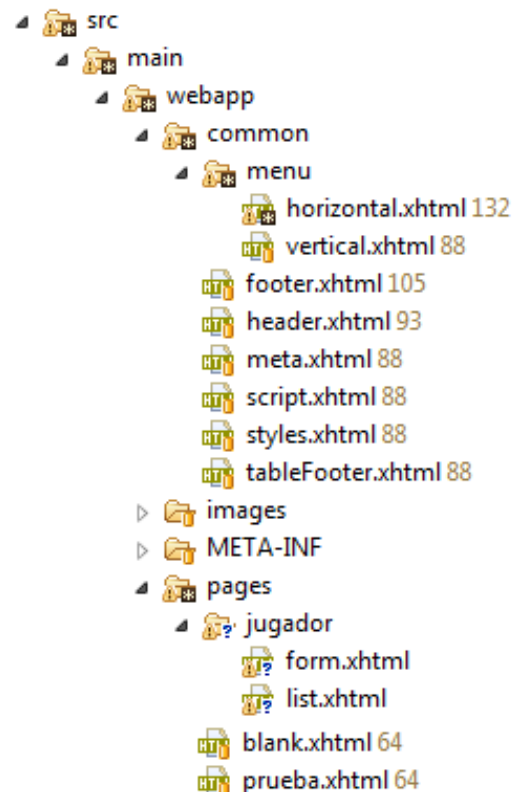 src
main
webapp
common
menu
horizontal.xhtml 132
vertical.xhtml 88
footer.xhtml 105
header.xhtml 93
meta.xhtml 88
script.xhtml 88
styles.xhtml 88
tableFooter.xhtml 88
images
META-INF
pages
jugador
form.xhtml
list.xhtml
blank.xhtml 64
prueba.xhtml 64